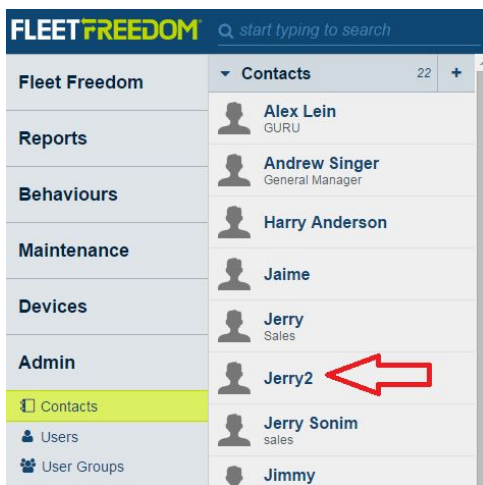 FLEETFREEDOM
start typing to search
Fleet Freedom
Reports
Behaviours
Maintenance
Devices
Admin
Contacts
Users
User Groups
Contacts 22 +
Alex Lein
GURU
Andrew Singer
General Manager
Harry Anderson
Jaime
Jerry
Sales
Jerry2
Jerry Sonim
sales
Jimmy